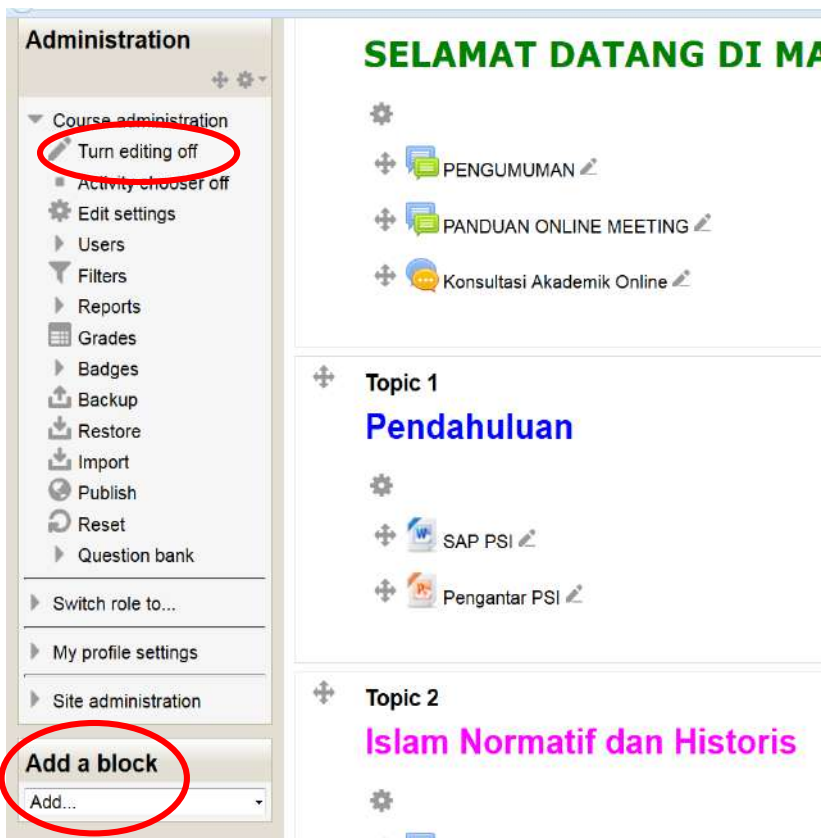 Administration
Course administration
Turn editing off
Activity chooser off
Edit settings
Users
Filters
Reports
Grades
Badges
Backup
Restore
Import
Publish
Reset
Question bank
Switch role to...
My profile settings
Site administration
Add a block
Add...
SELAMAT DATANG DI MA
PENGUMUMAN
PANDUAN ONLINE MEETING
Konsultasi Akademik Online
Topic 1
Pendahuluan
SAP PSI
Pengantar PSI
Topic 2
Islam Normatif dan Historis